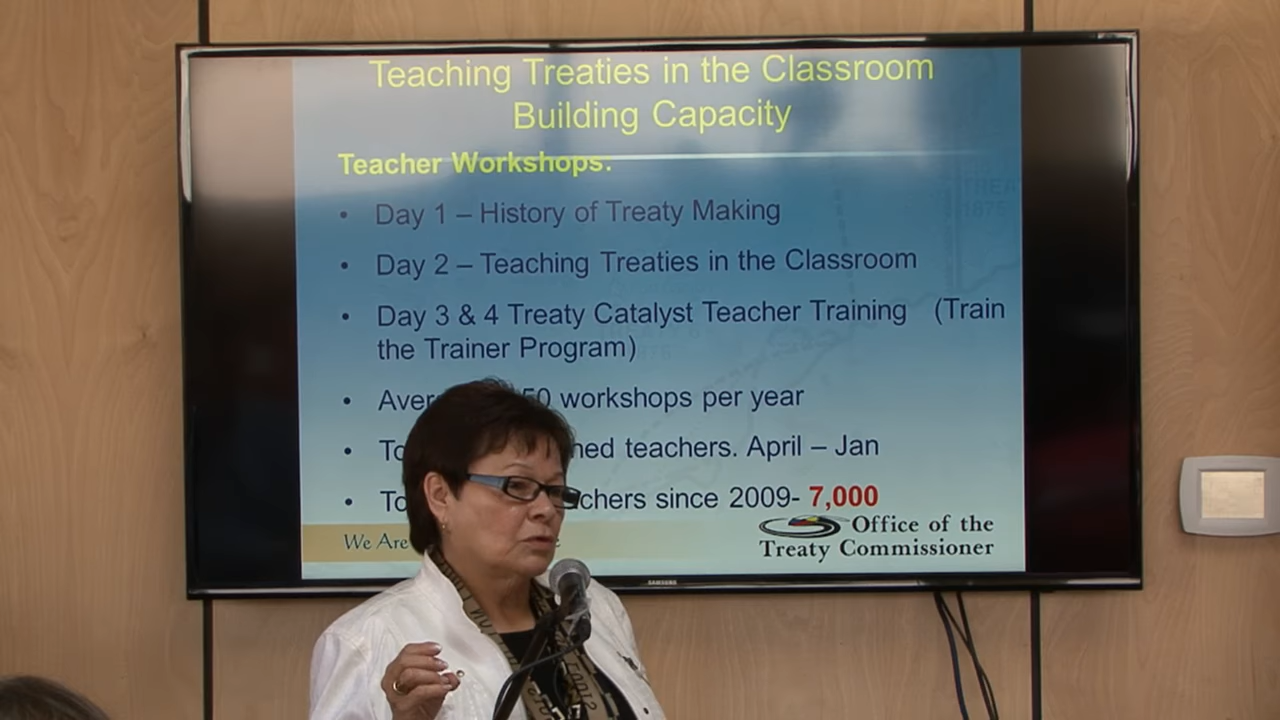 Teaching Treaties in the Classroom
Building Capacity
Teacher Workshops:
• Day 1 – History of Treaty Making
• Day 2 – Teaching Treaties in the Classroom
• Day 3 & 4 Treaty Catalyst Teacher Training (Train
the Trainer Program)
• 50 workshops per year
• teachers. April – Jan
• since 2009- 7,000
We Are
Office of the
Treaty Commissioner
SAMSUNG